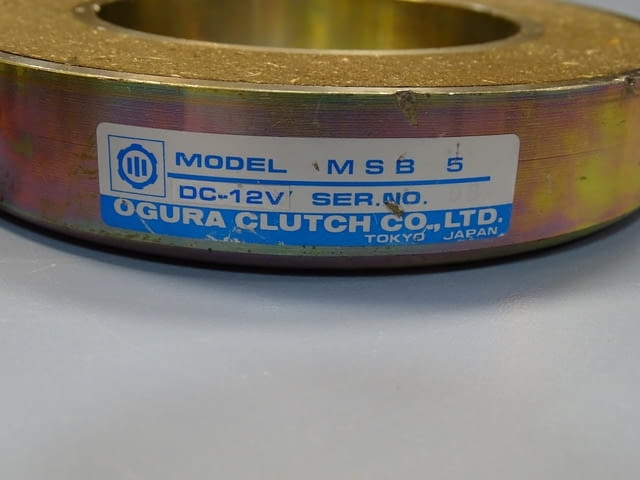 MODEL MSB 5
DC-12V SER.NO.
OGURA CLUTCH CO.,LTD.
TOKYO JAPAN